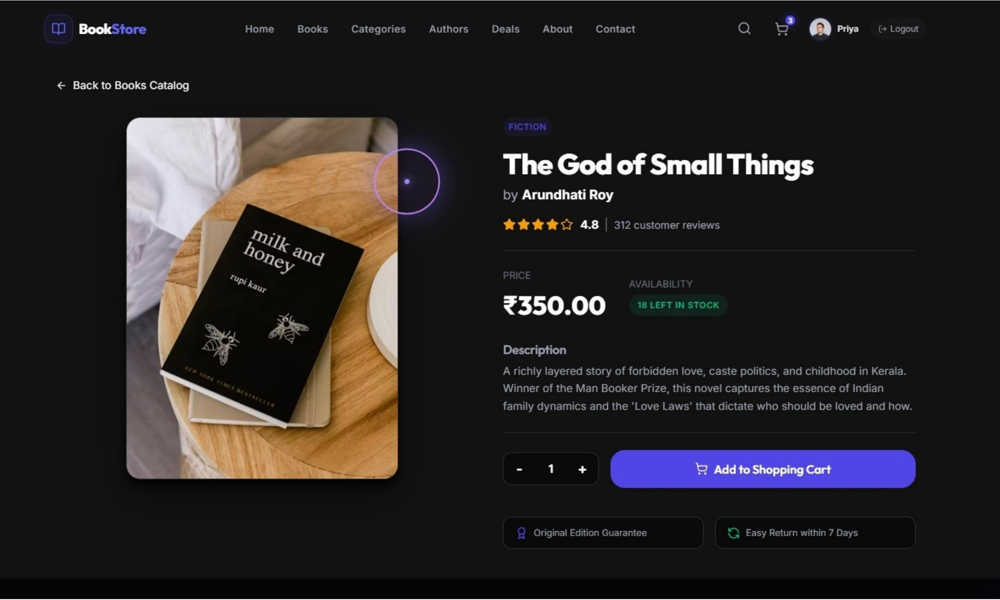 BookStore
Home Books Categories Authors Deals About Contact
3
Priya
Logout
← Back to Books Catalog
milk and
honey
rupi kaur
NEW YORK TIMES BESTSELLER
FICTION
The God of Small Things
by Arundhati Roy
4.8 | 312 customer reviews
PRICE
₹350.00
AVAILABILITY
18 LEFT IN STOCK
Description
A richly layered story of forbidden love, caste politics, and childhood in Kerala.
Winner of the Man Booker Prize, this novel captures the essence of Indian
family dynamics and the 'Love Laws' that dictate who should be loved and how.
- 1 +
Add to Shopping Cart
Original Edition Guarantee
Easy Return within 7 Days